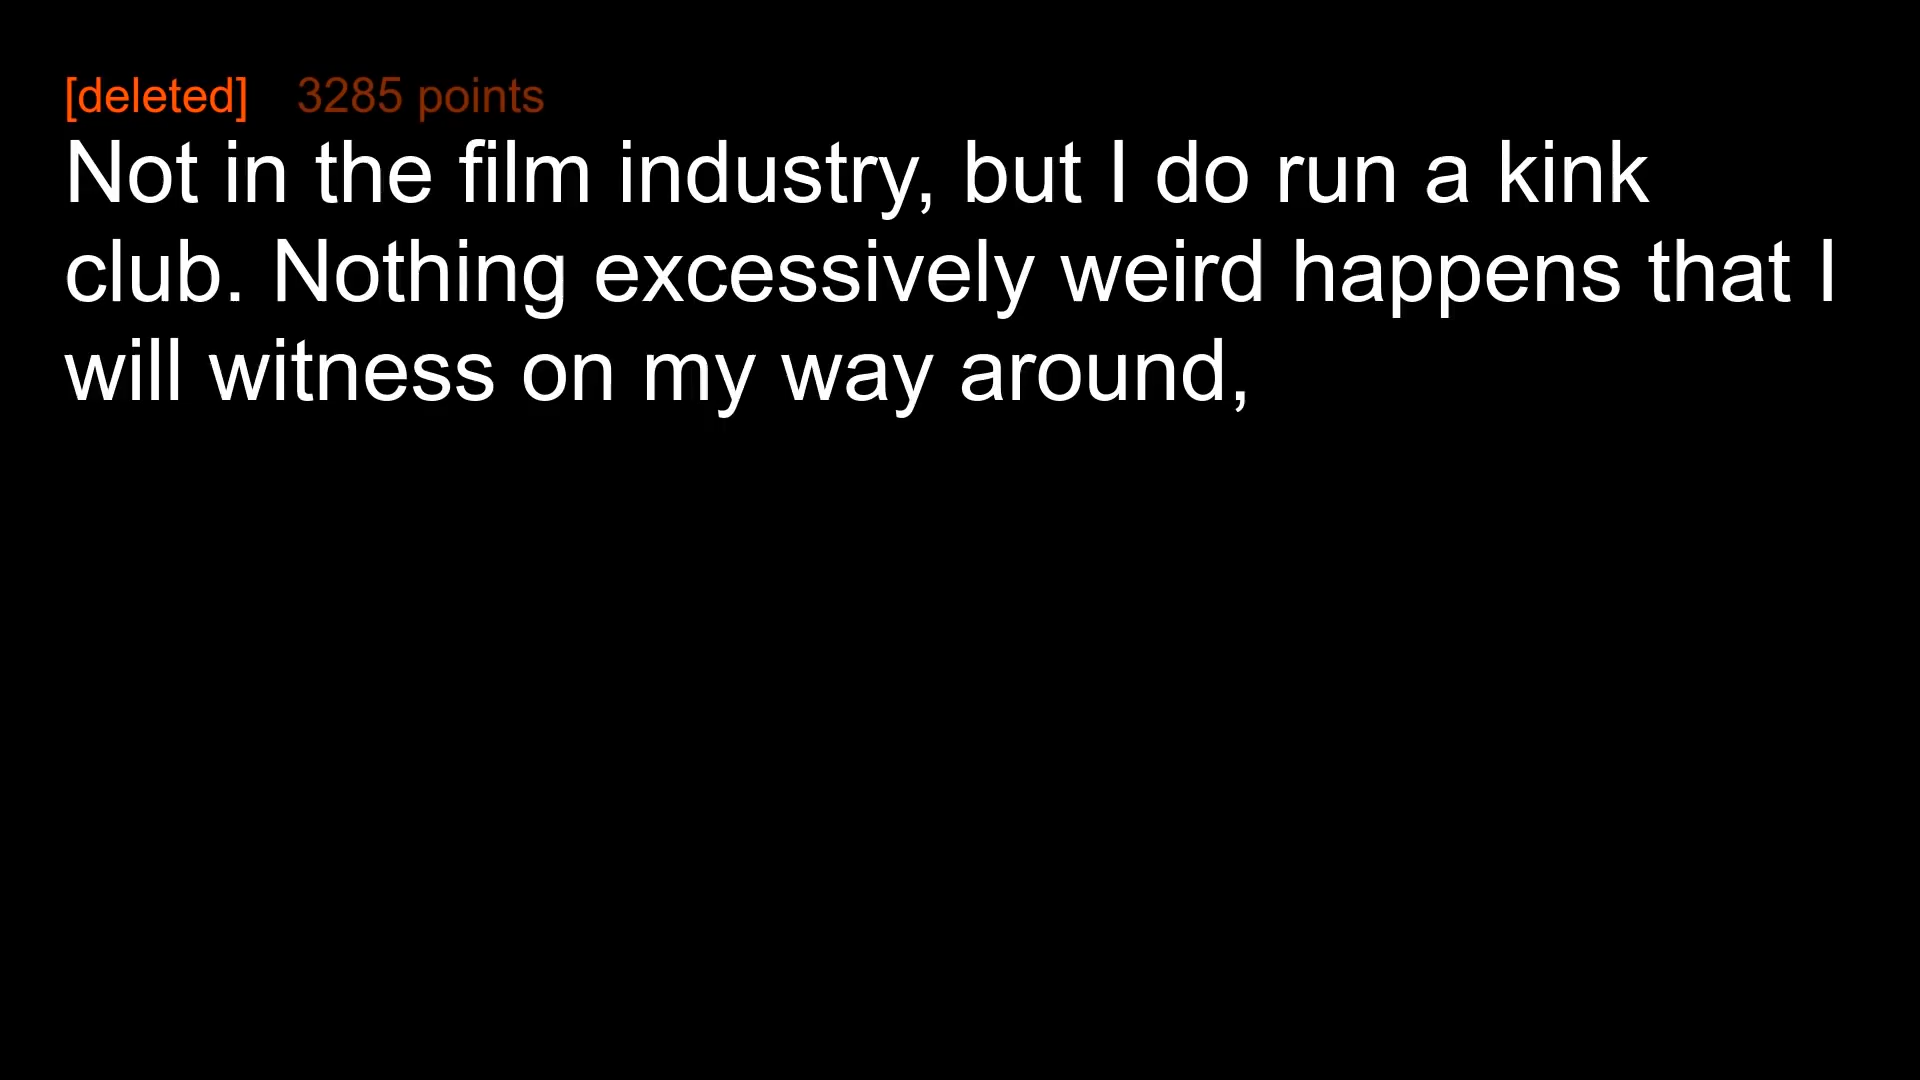 [deleted] 3285 points
Not in the film industry, but I do run a kink
club. Nothing excessively weird happens that I
will witness on my way around,